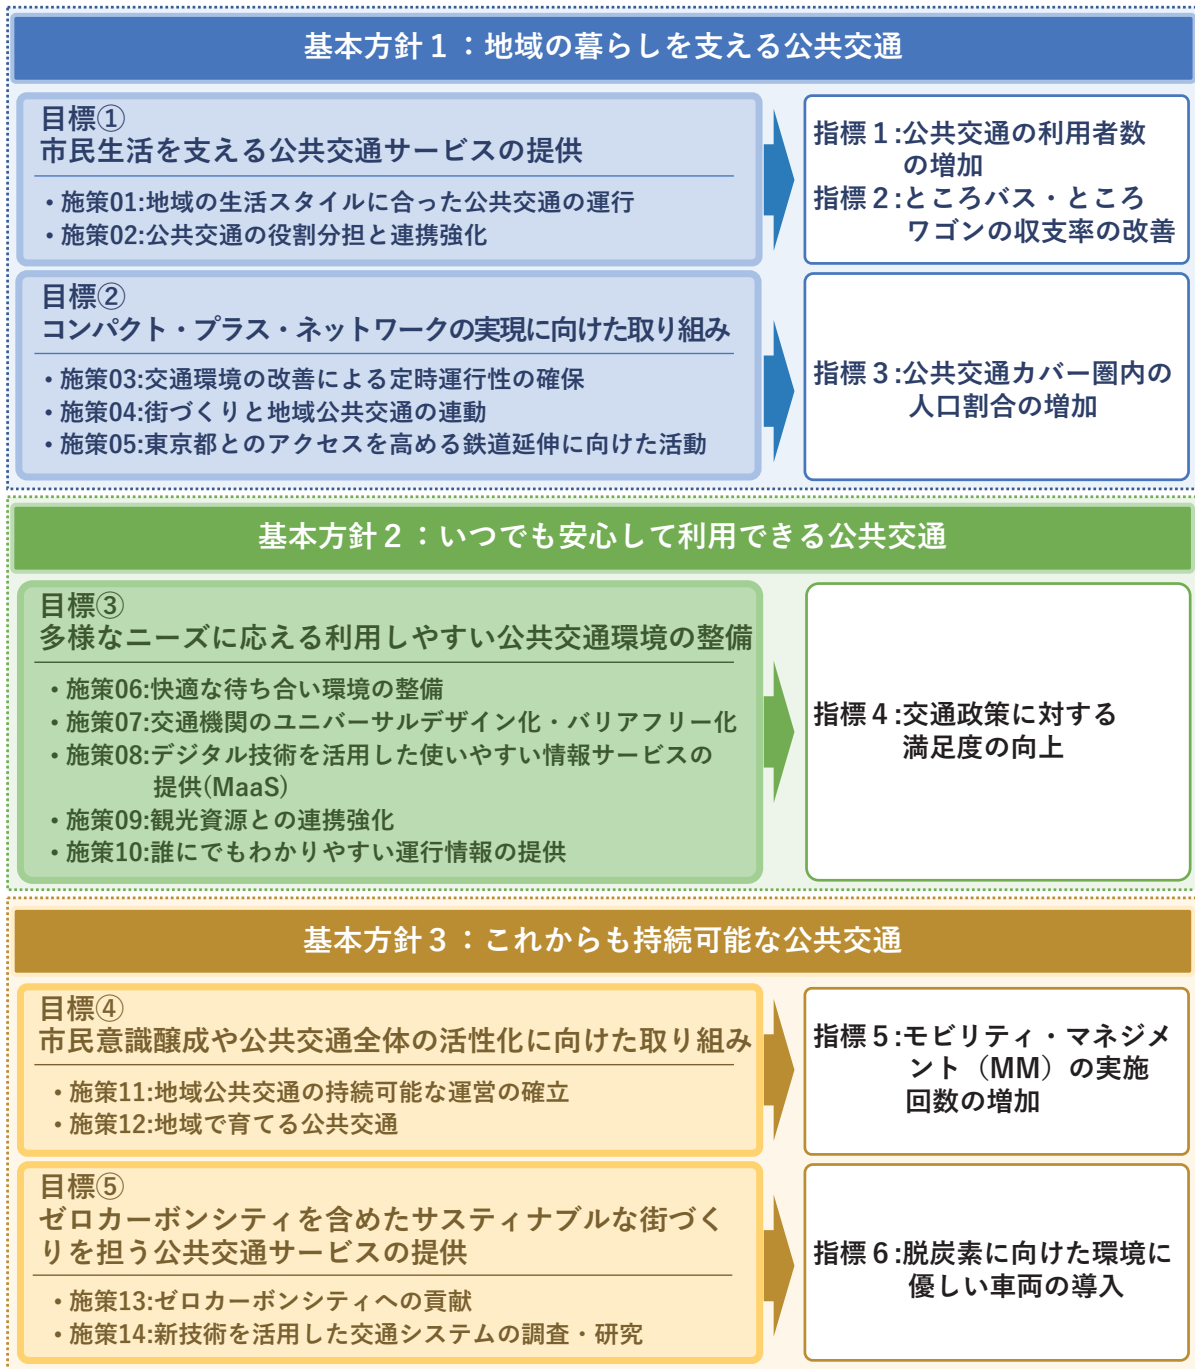 基本方針１：地域の暮らしを支える公共交通
目標①
市民生活を支える公共交通サービスの提供
・施策01:地域の生活スタイルに合った公共交通の運行
・施策02:公共交通の役割分担と連携強化
指標１:公共交通の利用者数
の増加
指標２:ところバス・ところ
ワゴンの収支率の改善
目標②
コンパクト・プラス・ネットワークの実現に向けた取り組み
・施策03:交通環境の改善による定時運行性の確保
・施策04:街づくりと地域公共交通の連動
・施策05:東京都とのアクセスを高める鉄道延伸に向けた活動
指標３:公共交通カバー圏内の
人口割合の増加
基本方針２：いつでも安心して利用できる公共交通
目標③
多様なニーズに応える利用しやすい公共交通環境の整備
・施策06:快適な待ち合い環境の整備
・施策07:交通機関のユニバーサルデザイン化・バリアフリー化
・施策08:デジタル技術を活用した使いやすい情報サービスの
提供(MaaS)
・施策09:観光資源との連携強化
・施策10:誰にでもわかりやすい運行情報の提供
指標４:交通政策に対する
満足度の向上
基本方針３：これからも持続可能な公共交通
目標④
市民意識醸成や公共交通全体の活性化に向けた取り組み
・施策11:地域公共交通の持続可能な運営の確立
・施策12:地域で育てる公共交通
指標５:モビリティ・マネジメ
ント（MM）の実施
回数の増加
目標⑤
ゼロカーボンシティを含めたサスティナブルな街づく
りを担う公共交通サービスの提供
・施策13:ゼロカーボンシティへの貢献
・施策14:新技術を活用した交通システムの調査・研究
指標６:脱炭素に向けた環境に
優しい車両の導入